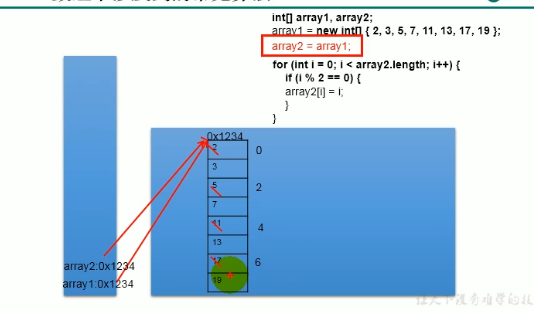 int[] array1, array2;
array1 = new int[] { 2, 3, 5, 7, 11, 13, 17, 19 };
array2 = array1;
for (int i = 0; i < array2.length; i++) {
if (i % 2 == 0) {
array2[i] = i;
}
}
0x1234
2 0
3
5 2
7
11 4
13
17 6
19
array2:0x1234
array1:0x1234